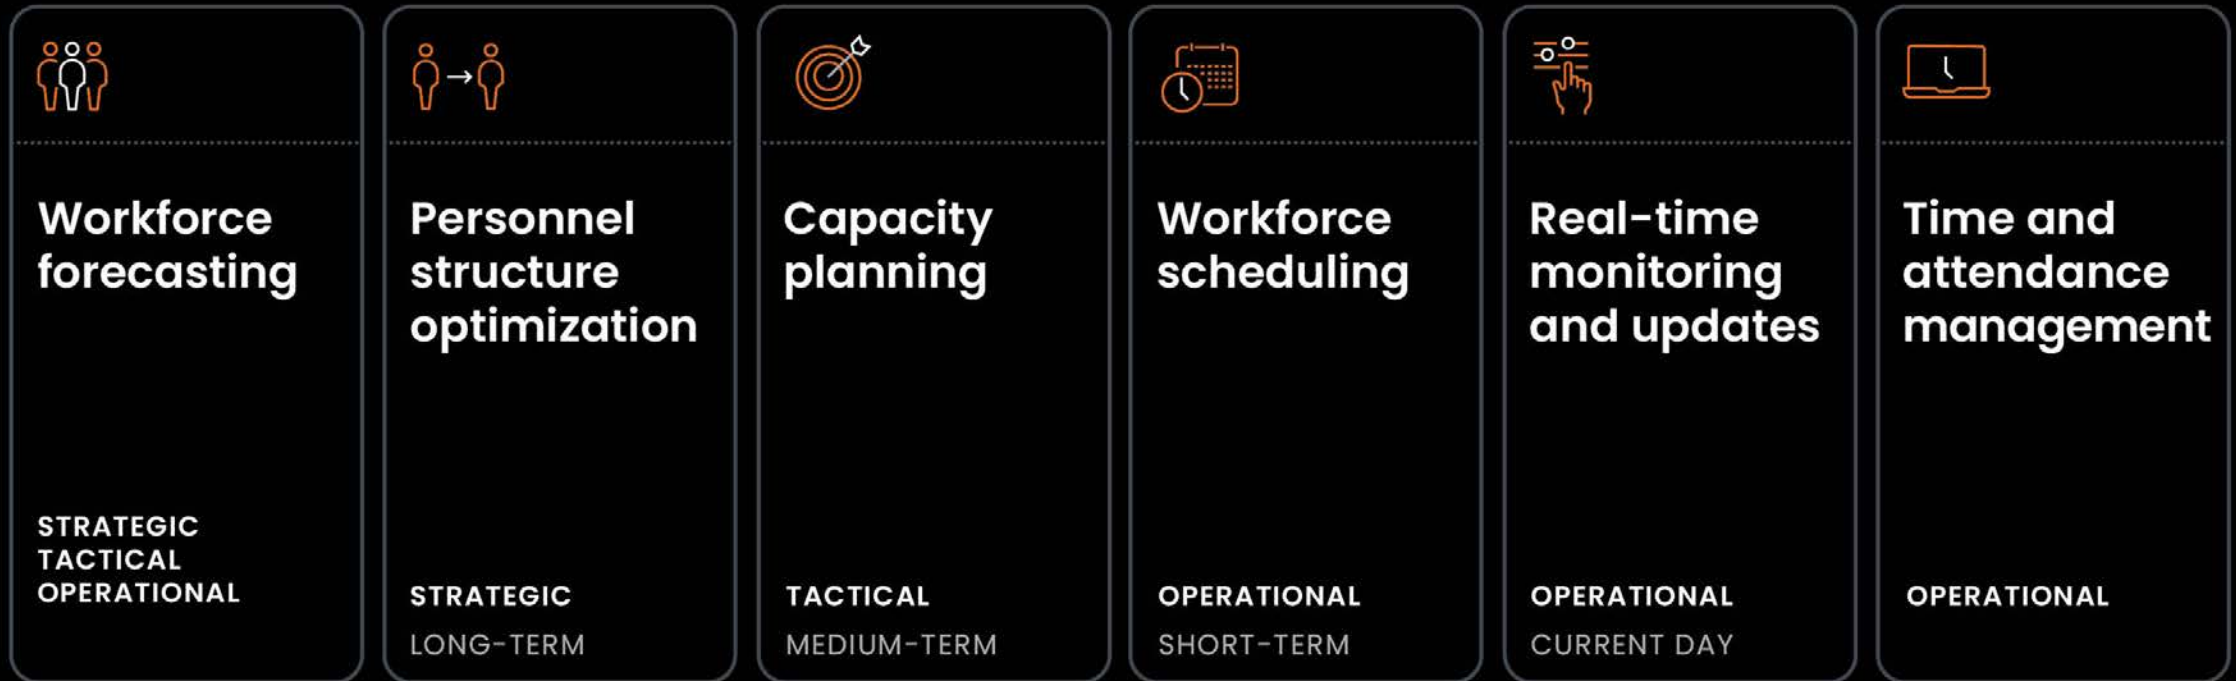 Workforce
forecasting
STRATEGIC
TACTICAL
OPERATIONAL
Personnel
structure
optimization
STRATEGIC
LONG-TERM
Capacity
planning
TACTICAL
MEDIUM-TERM
Workforce
scheduling
OPERATIONAL
SHORT-TERM
Real-time
monitoring
and updates
OPERATIONAL
CURRENT DAY
Time and
attendance
management
OPERATIONAL